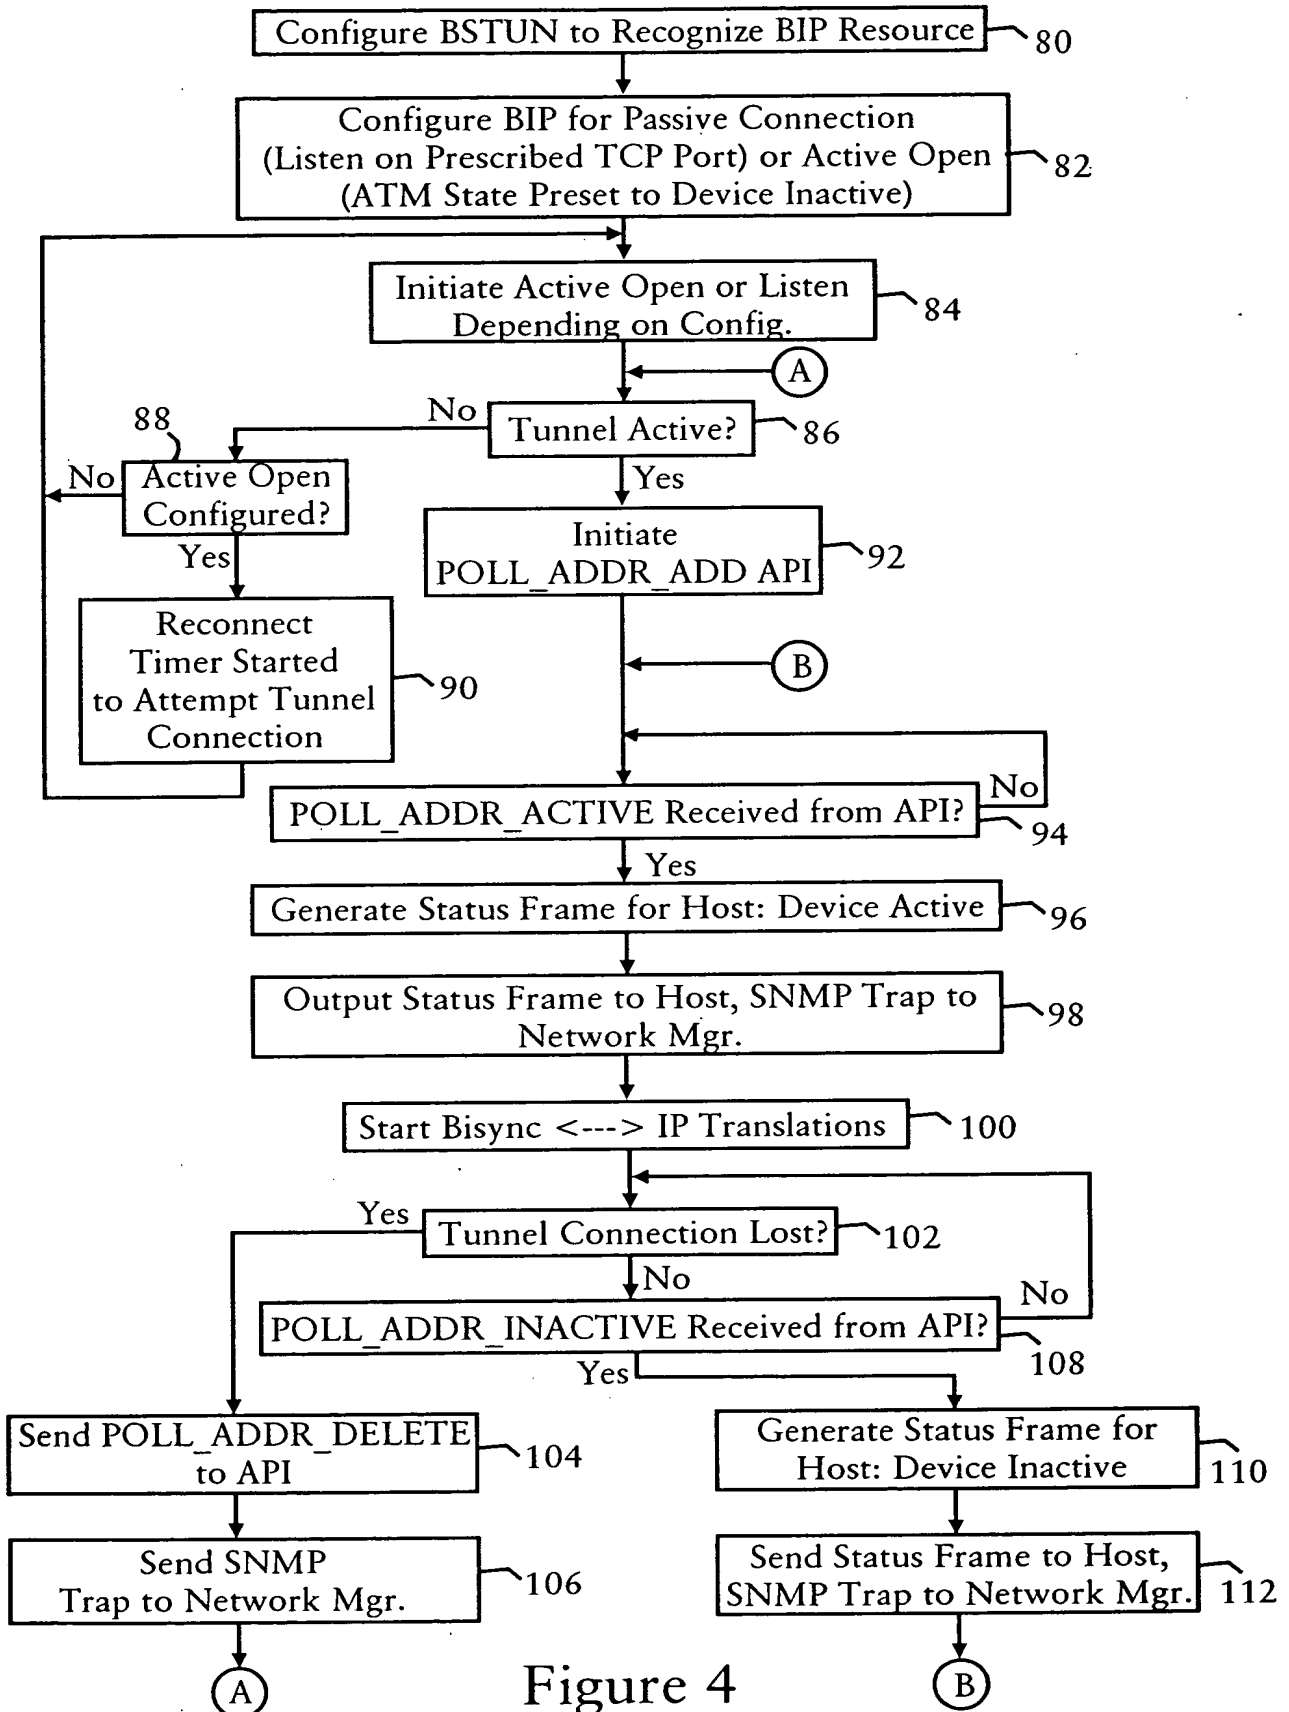 Configure BSTUN to Recognize BIP Resource
80
Configure BIP for Passive Connection
(Listen on Prescribed TCP Port) or Active Open
(ATM State Preset to Device Inactive)
82
Initiate Active Open or Listen
Depending on Config.
84
A
Tunnel Active?
86
No
Yes
88
Active Open
Configured?
No
Yes
Initiate
POLL_ADDR_ADD API
92
Reconnect
Timer Started
to Attempt Tunnel
Connection
90
B
POLL_ADDR_ACTIVE Received from API?
No
94
Yes
Generate Status Frame for Host: Device Active
96
Output Status Frame to Host, SNMP Trap to
Network Mgr.
98
Start Bisync <---> IP Translations
100
Yes
Tunnel Connection Lost?
102
No
POLL_ADDR_INACTIVE Received from API?
No
108
Yes
Send POLL_ADDR_DELETE
to API
104
Generate Status Frame for
Host: Device Inactive
110
Send SNMP
Trap to Network Mgr.
106
Send Status Frame to Host,
SNMP Trap to Network Mgr.
112
A
Figure 4
B